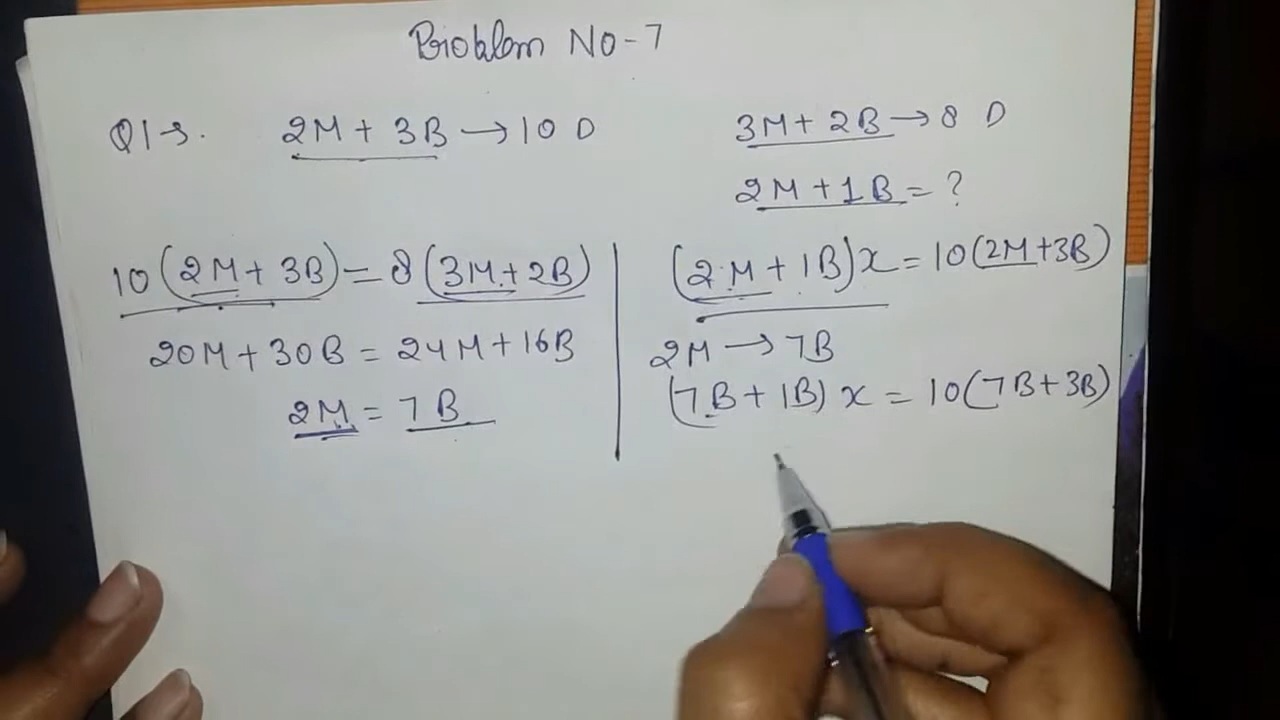 Problem No-7
Q1→. 2M + 3B → 10 D
3M + 2B → 8 D
2M + 1B = ?
10(2M + 3B) = 8(3M + 2B)
20M + 30B = 24M + 16B
2M = 7B
(2M + 1B)x = 10(2M + 3B)
2M → 7B
(7B + 1B) x = 10(7B + 3B)